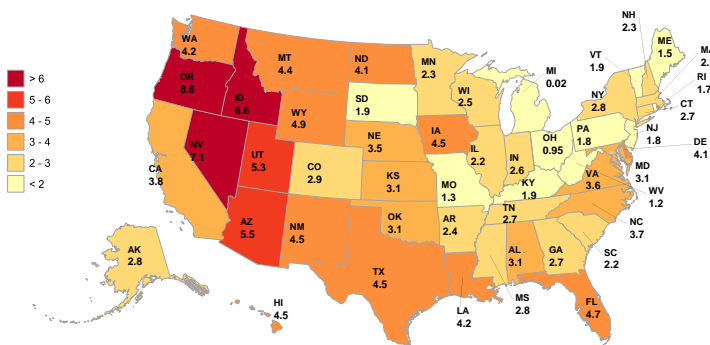 > 6
5 - 6
4 - 5
3 - 4
2 - 3
< 2
WA
4.2
OR
8.6
ID
6.6
MT
4.4
ND
4.1
MN
2.3
SD
1.9
WI
2.5
WY
4.9
NV
7.1
UT
5.3
CO
2.9
NE
3.5
IA
4.5
IL
2.2
IN
2.6
OH
0.95
MI
0.02
PA
1.8
NY
2.8
VT
1.9
NH
2.3
ME
1.5
2.
RI
1.7
CT
2.7
NJ
1.8
DE
4.1
MD
3.1
WV
1.2
VA
3.6
KY
1.9
NC
3.7
SC
2.2
TN
2.7
CA
3.8
KS
3.1
MO
1.3
AZ
5.5
NM
4.5
OK
3.1
AR
2.4
TX
4.5
LA
4.2
MS
2.8
AL
3.1
GA
2.7
FL
4.7
AK
2.8
HI
4.5